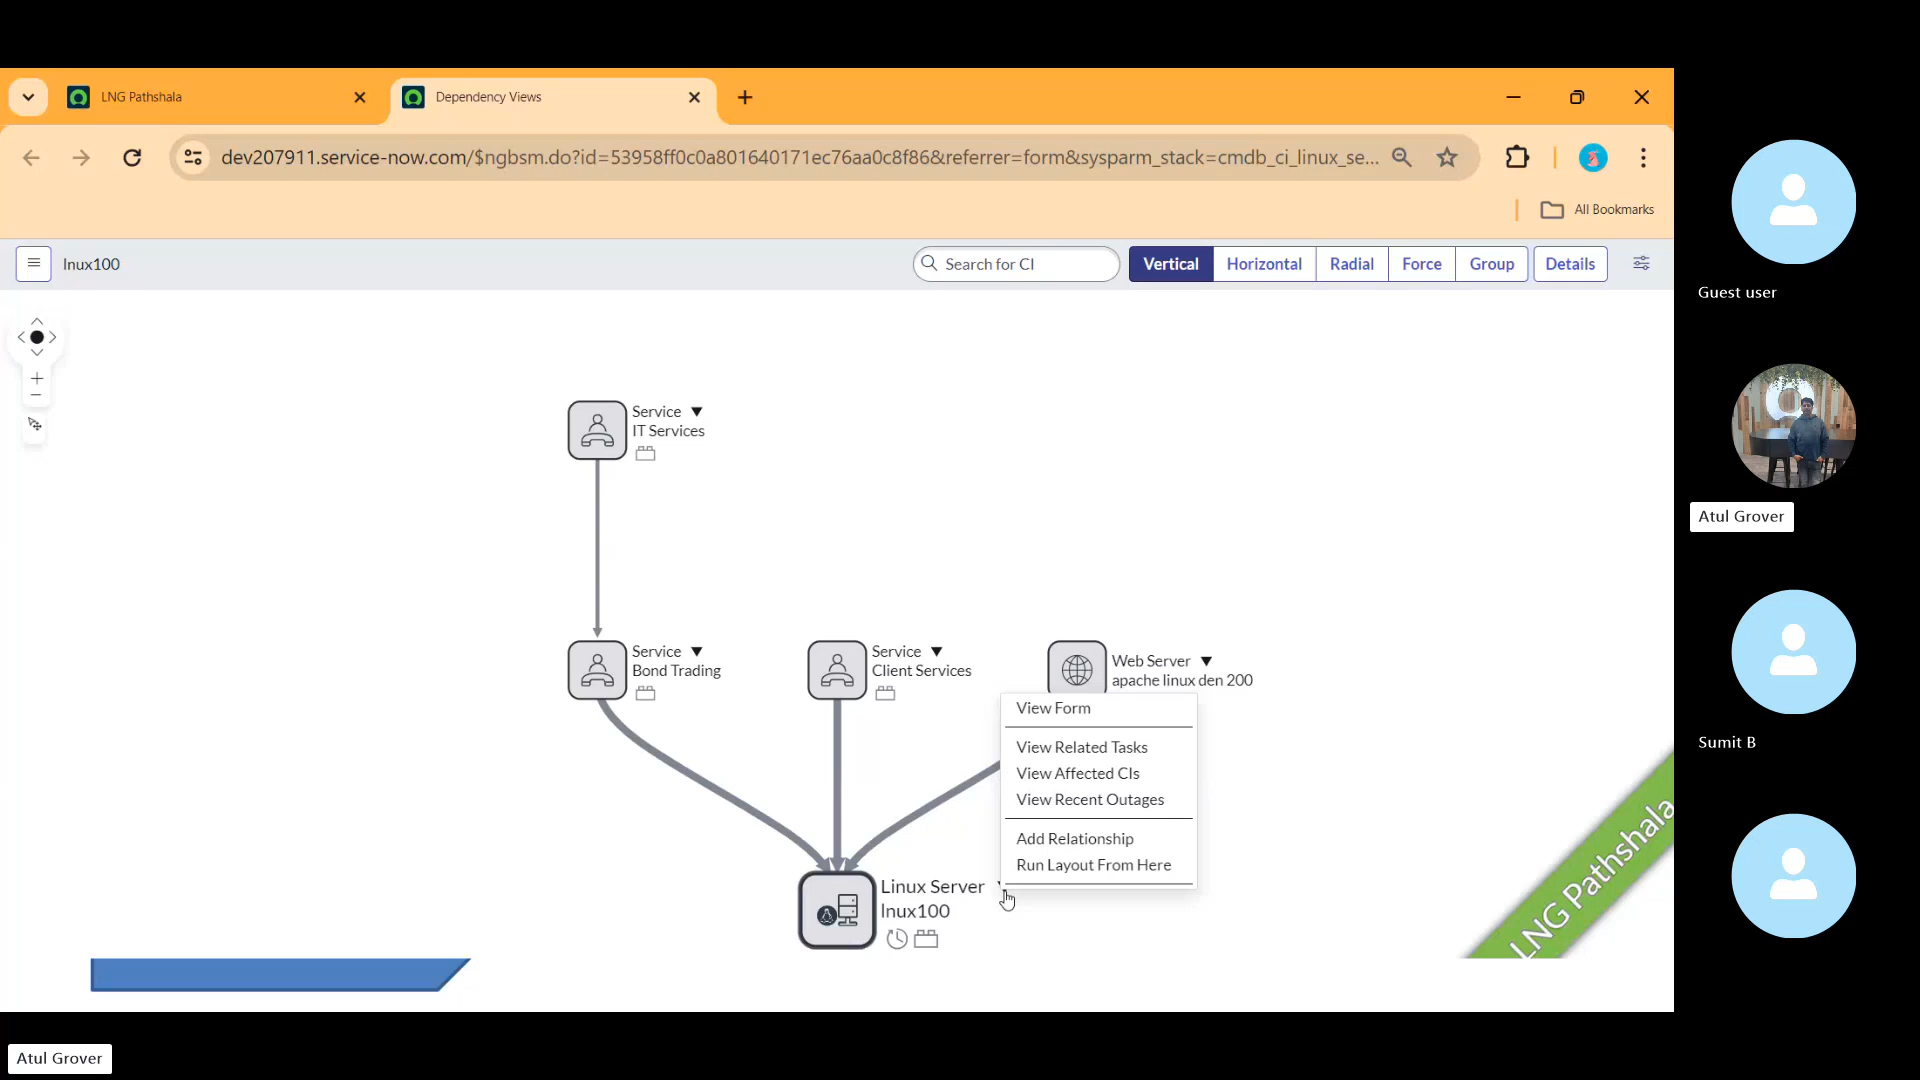 LNG Pathshala
Dependency Views
dev207911.service-now.com/$ngbsm.do?id=53958ff0c0a801640171ec76aa0c8f86&referrer=form&sysparm_stack=cmdb_ci_linux_se...
All Bookmarks
lnux100
Search for CI
Vertical
Horizontal
Radial
Force
Group
Details
Service
IT Services
Service
Bond Trading
Service
Client Services
Web Server
apache linux den 200
View Form
View Related Tasks
View Affected CIs
View Recent Outages
Add Relationship
Run Layout From Here
Linux Server
lnux100
LNG Pathshala
Guest user
Atul Grover
Sumit B
Atul Grover